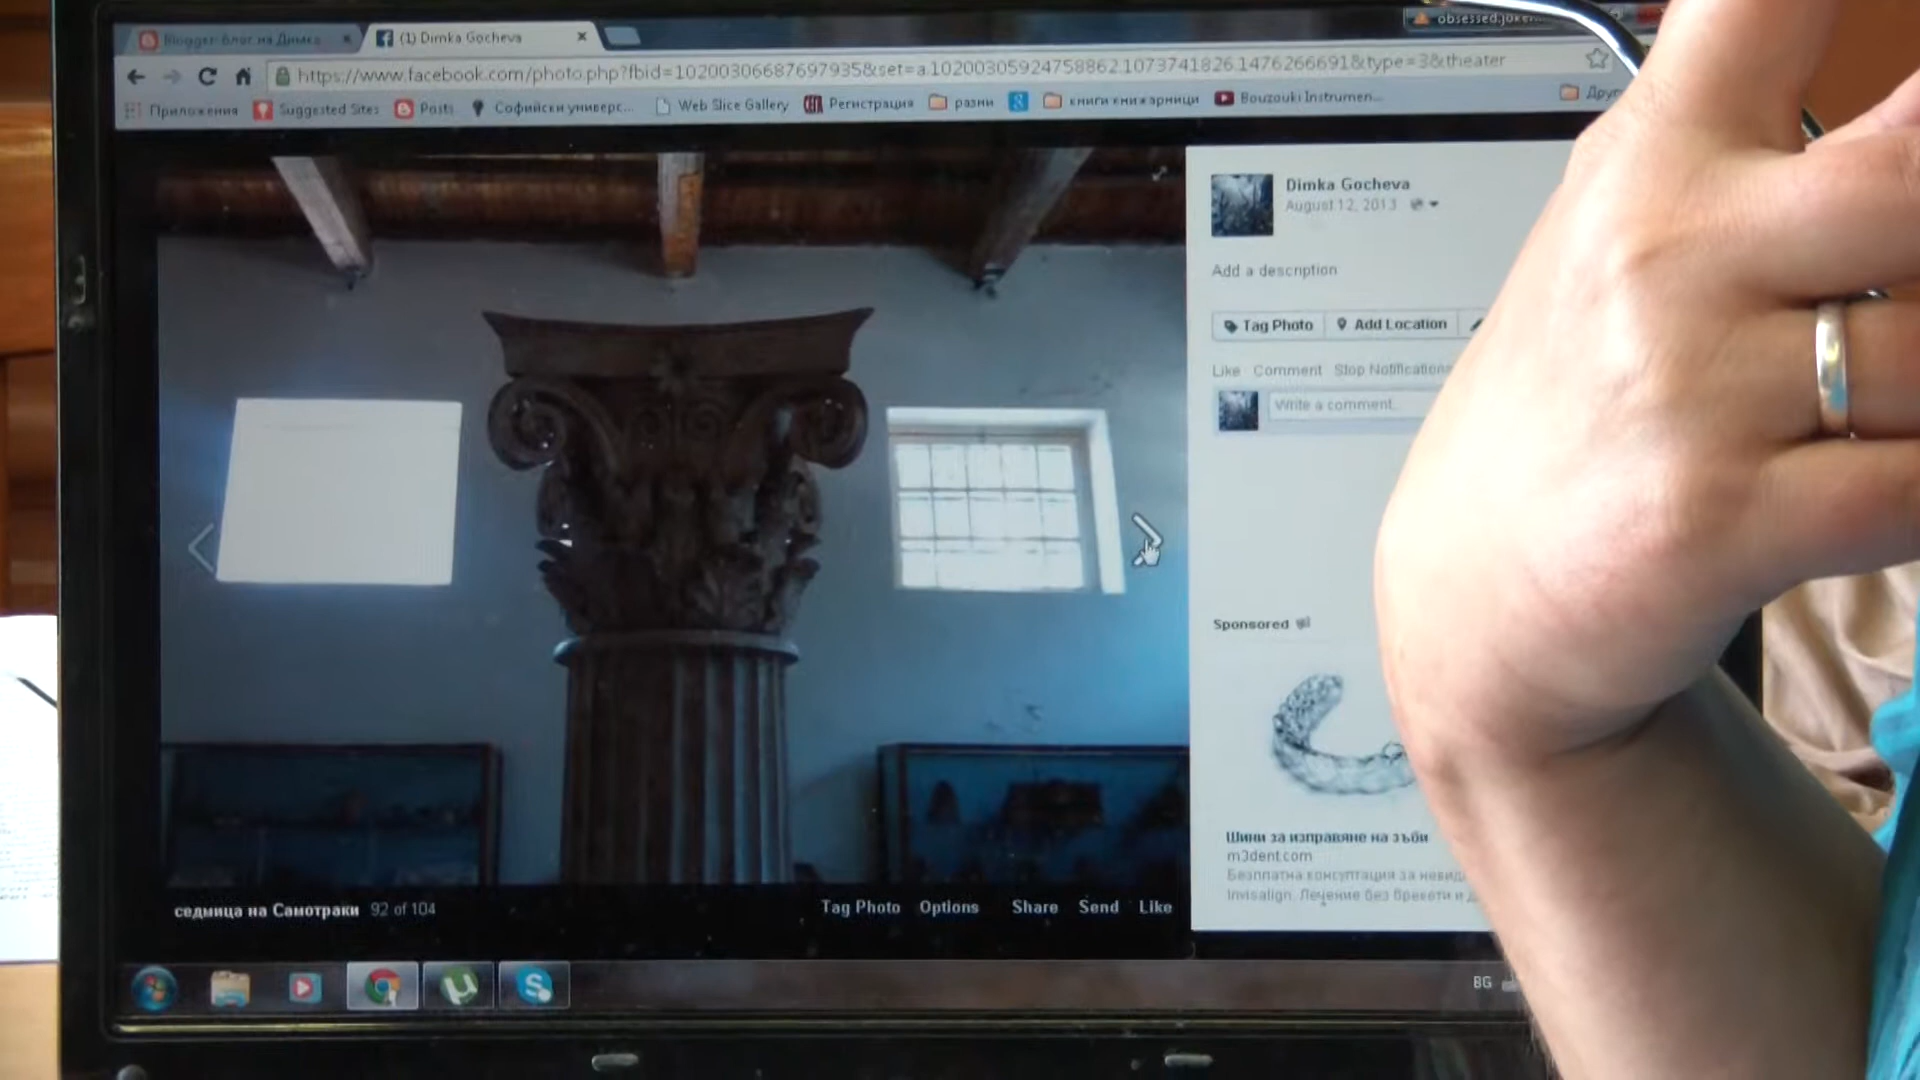 Blogger: блог на Димка
(1) Dimka Gocheva
https://www.facebook.com/photo.php?fbid=10200306687697935&set=a.10200305924758862.1073741826.1476266691&type=3&theater
Приложения Suggested Sites Posts Софийски универс... Web Slice Gallery Регистрация разни книги книжарници Bouzouki Instrumen...
Dimka Gocheva
August 12, 2013
Add a description
Tag Photo Add Location
Like Comment Stop Notifications
Write a comment...
Sponsored
Шини за изправяне на зъби
m3dent.com
Безплатна консултация за
Invisalign. Лечение без брекети и
седмица на Самотраки 92 of 104 Tag Photo Options Share Send Like
BG